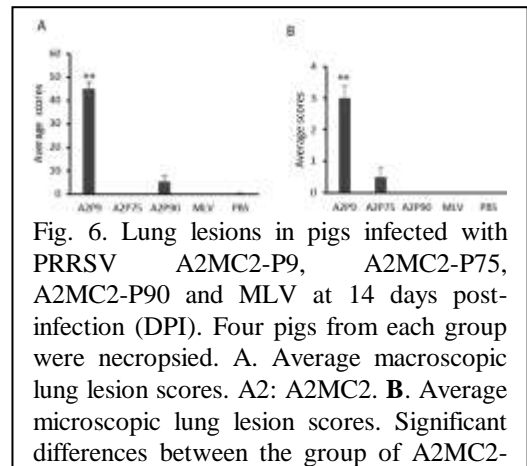 A
B
60
50
40
30
20
10
0
Average scores
**
A2P9 A2P75 A2P90 MLV PBS
4
3
2
1
0
Average scores
**
A2P9 A2P75 A2P90 MLV PBS
Fig. 6. Lung lesions in pigs infected with
PRRSV A2MC2-P9, A2MC2-P75,
A2MC2-P90 and MLV at 14 days post-
infection (DPI). Four pigs from each group
were necropsied. A. Average macroscopic
lung lesion scores. A2: A2MC2. B. Average
microscopic lung lesion scores. Significant
differences between the group of A2MC2-